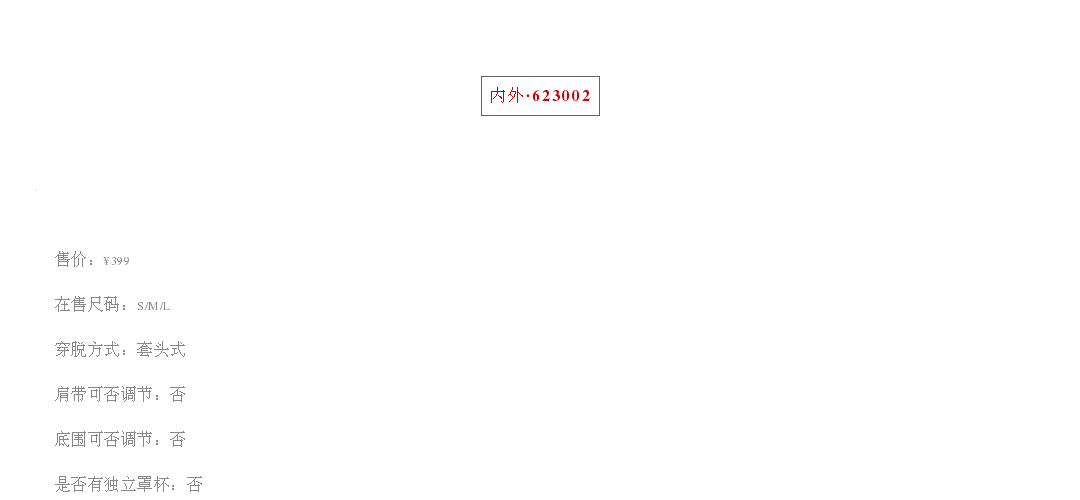 内外·623002
售价：¥399
在售尺码：S/M/L
穿脱方式：套头式
肩带可否调节：否
底围可否调节：否
是否有独立罩杯：否